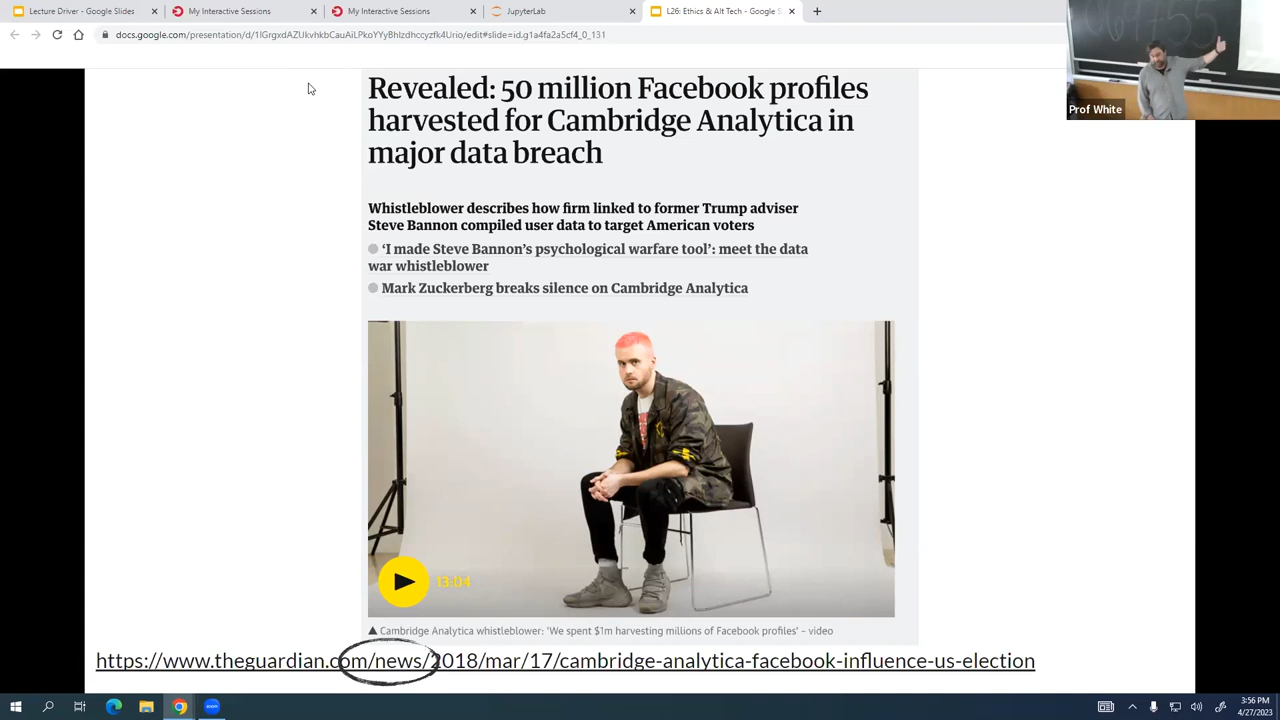 Lecture Driver - Google Slides
My Interactive Sessions
My Interactive Sessions
JupyterLab
L26: Ethics & Alt Tech - Google S
docs.google.com/presentation/d/1IGrgxdAZUkvhkbCauAiLPkoYYyBhIzdhccyzfk4Urio/edit#slide=id.g1a4fa2a5cf4_0_131
Prof White
Revealed: 50 million Facebook profiles
harvested for Cambridge Analytica in
major data breach
Whistleblower describes how firm linked to former Trump adviser
Steve Bannon compiled user data to target American voters
‘I made Steve Bannon’s psychological warfare tool’: meet the data
war whistleblower
Mark Zuckerberg breaks silence on Cambridge Analytica
13:04
Cambridge Analytica whistleblower: 'We spent $1m harvesting millions of Facebook profiles' – video
https://www.theguardian.com/news/2018/mar/17/cambridge-analytica-facebook-influence-us-election
zoom
3:56 PM
4/27/2023